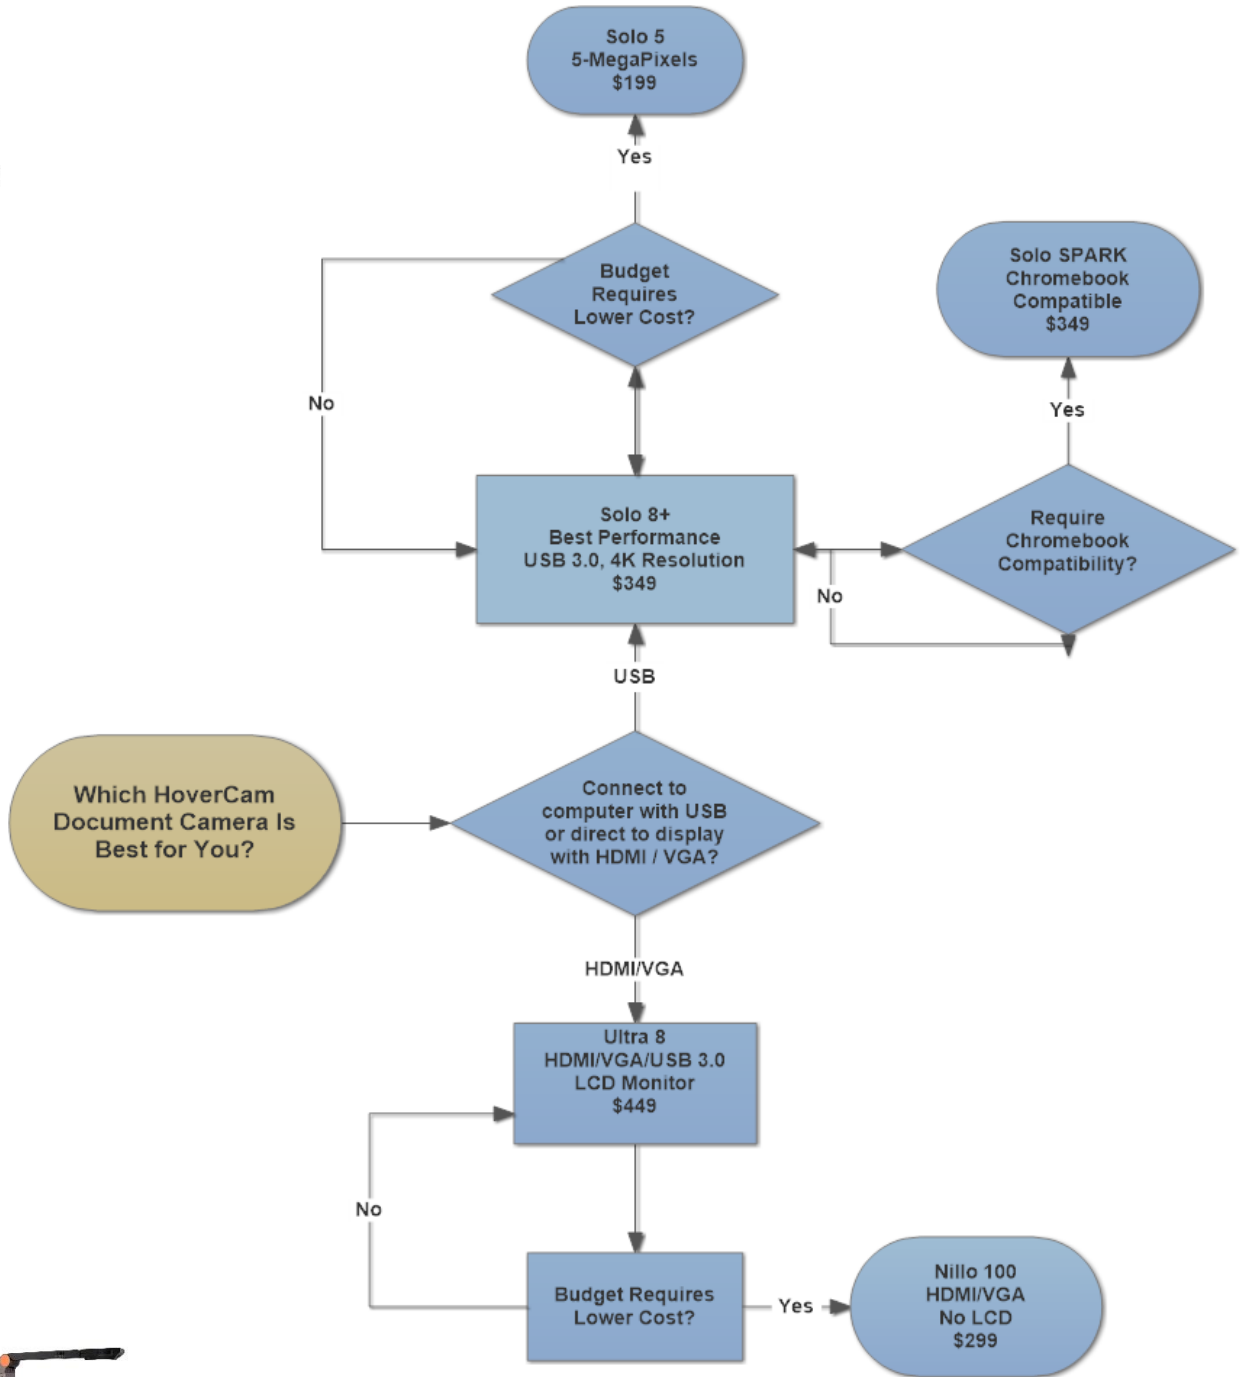 Solo 5
5-MegaPixels
$199
Yes
Budget
Requires
Lower Cost?
Solo SPARK
Chromebook
Compatible
$349
No
Yes
Solo 8+
Best Performance
USB 3.0, 4K Resolution
$349
Require
Chromebook
Compatibility?
No
USB
Which HoverCam
Document Camera Is
Best for You?
Connect to
computer with USB
or direct to display
with HDMI / VGA?
HDMI/VGA
Ultra 8
HDMI/VGA/USB 3.0
LCD Monitor
$449
No
Budget Requires
Lower Cost?
Yes
Nillo 100
HDMI/VGA
No LCD
$299